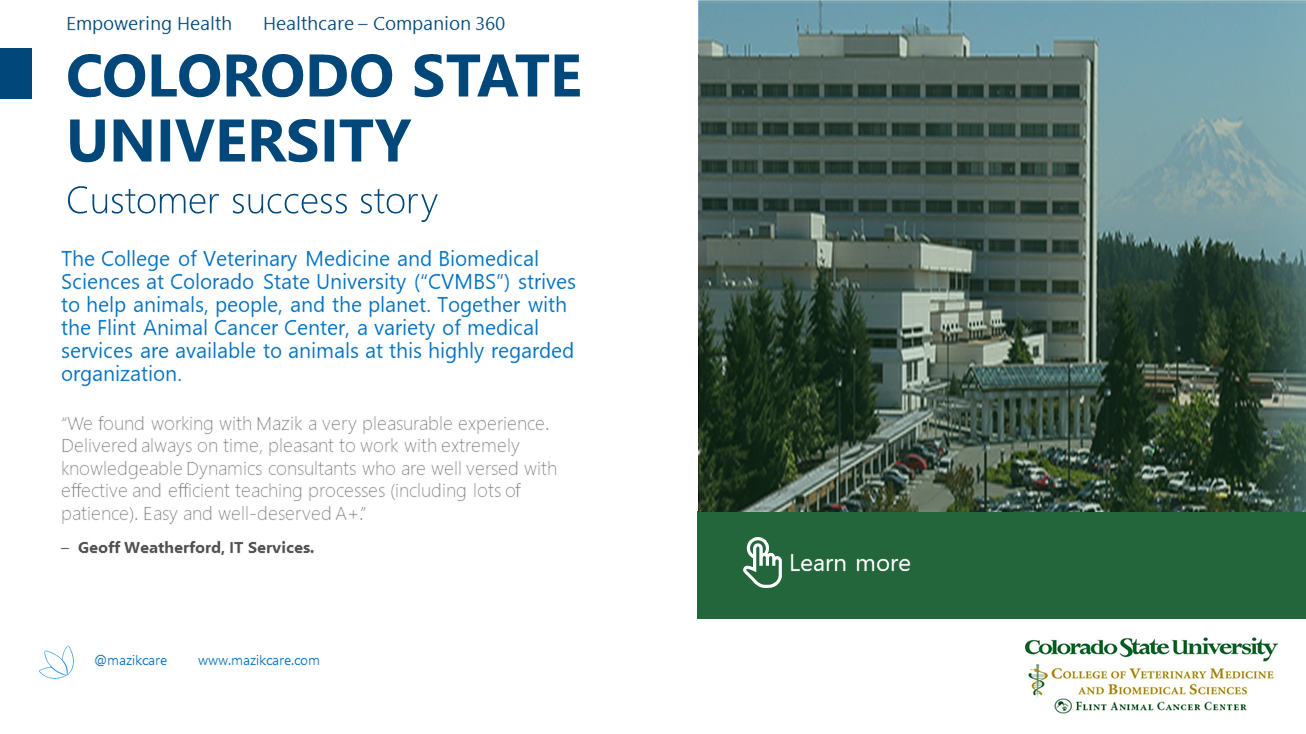 Empowering Health Healthcare – Companion 360
COLORODO STATE
UNIVERSITY
Customer success story
The College of Veterinary Medicine and Biomedical
Sciences at Colorado State University (“CVMBS”) strives
to help animals, people, and the planet. Together with
the Flint Animal Cancer Center, a variety of medical
services are available to animals at this highly regarded
organization.
“We found working with Mazik a very pleasurable experience.
Delivered always on time, pleasant to work with extremely
knowledgeable Dynamics consultants who are well versed with
effective and efficient teaching processes (including lots of
patience). Easy and well-deserved A+.”
– Geoff Weatherford, IT Services.
Learn more
@mazikcare www.mazikcare.com
Colorado State University
College of Veterinary Medicine
and Biomedical Sciences
Flint Animal Cancer Center